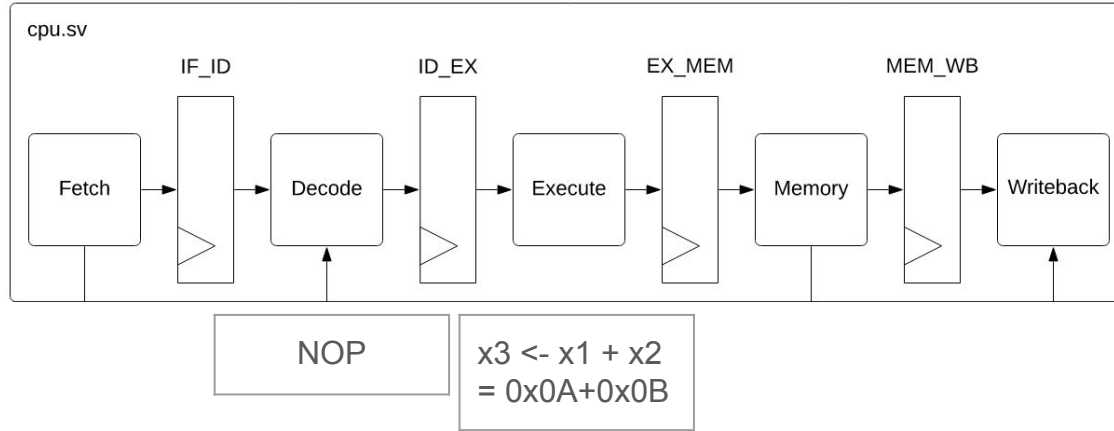 cpu.sv
IF_ID
ID_EX
EX_MEM
MEM_WB
Fetch
Decode
Execute
Memory
Writeback
NOP
x3 <- x1 + x2
= 0x0A+0x0B